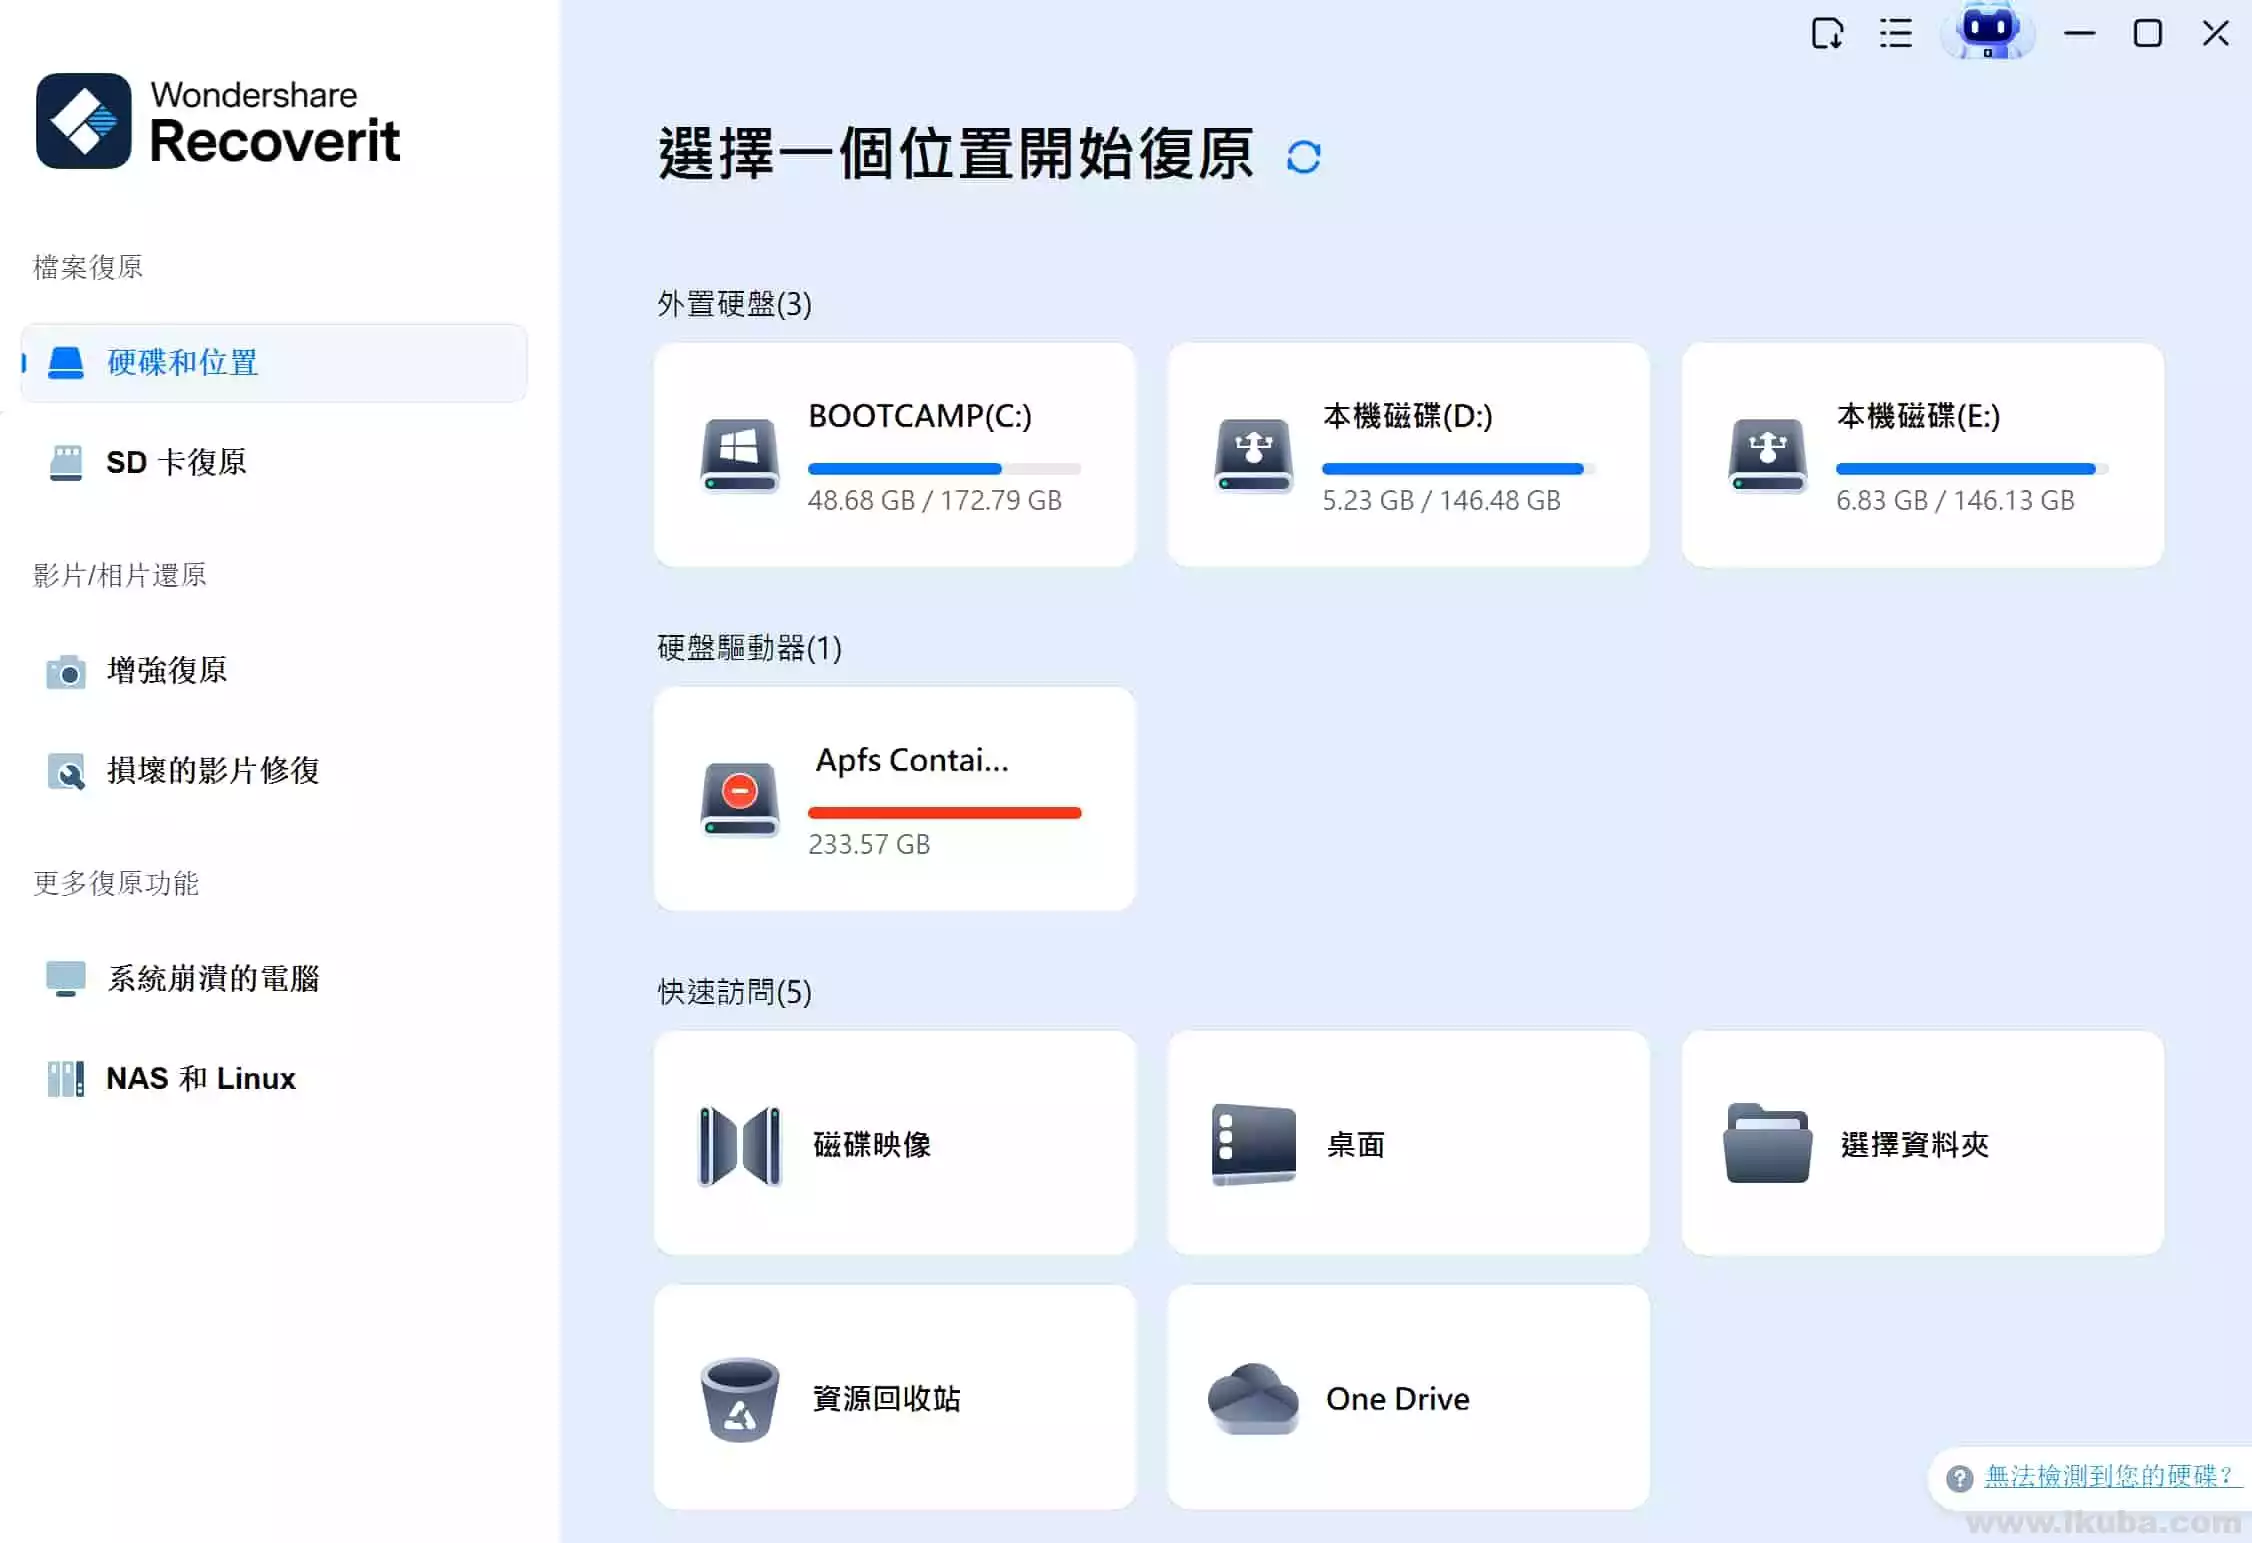 Wondershare
Recoverit
檔案復原
硬碟和位置
SD 卡復原
影片/相片還原
增強復原
損壞的影片修復
更多復原功能
系統崩潰的電腦
NAS 和 Linux
選擇一個位置開始復原
外置硬盤(3)
BOOTCAMP(C:)
48.68 GB / 172.79 GB
本機磁碟(D:)
5.23 GB / 146.48 GB
本機磁碟(E:)
6.83 GB / 146.13 GB
硬盤驅動器(1)
Apfs Contai...
233.57 GB
快速訪問(5)
磁碟映像
桌面
選擇資料夾
資源回收站
One Drive
無法檢測到您的硬碟？
www.ikuba.com